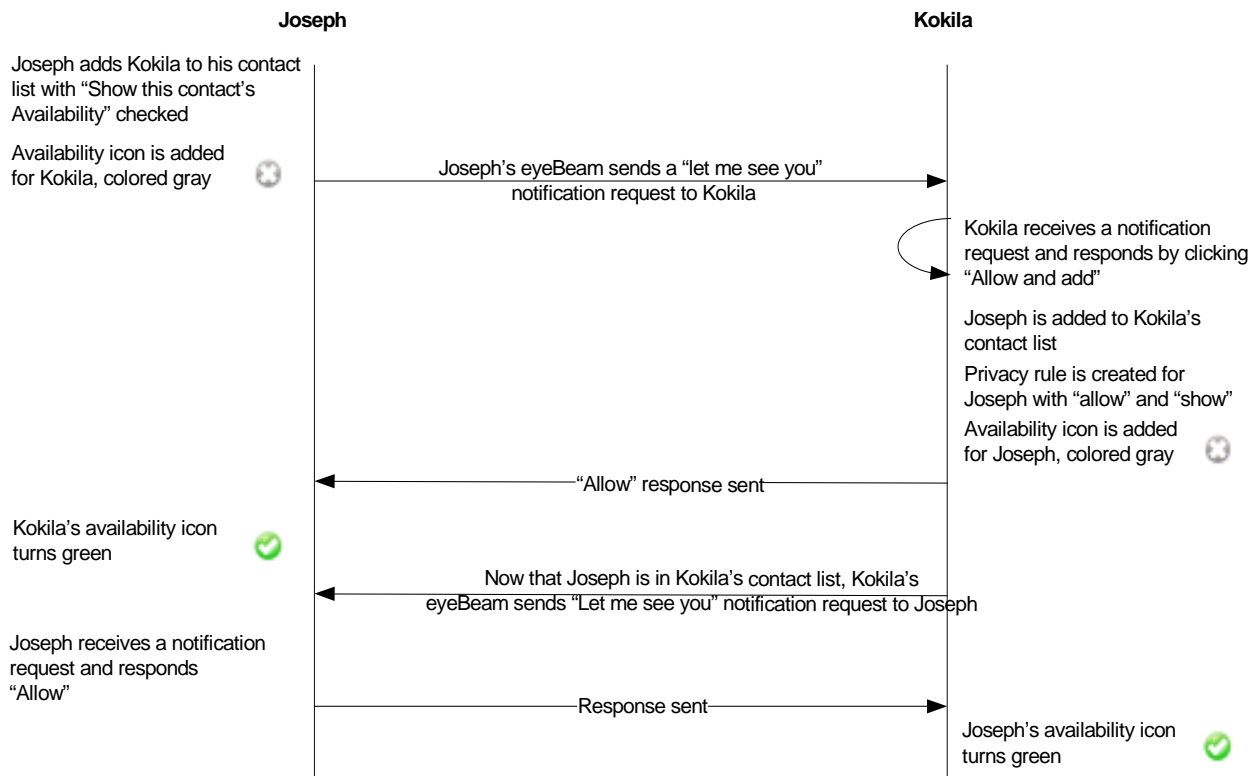 Joseph
Kokila
Joseph adds Kokila to his contact
list with “Show this contact’s
Availability” checked
Availability icon is added
for Kokila, colored gray
Joseph’s eyeBeam sends a “let me see you”
notification request to Kokila
Kokila receives a notification
request and responds by clicking
“Allow and add”
Joseph is added to Kokila’s
contact list
Privacy rule is created for
Joseph with “allow” and “show”
Availability icon is added
for Joseph, colored gray
“Allow” response sent
Kokila’s availability icon
turns green
Now that Joseph is in Kokila’s contact list, Kokila’s
eyeBeam sends “Let me see you” notification request to Joseph
Joseph receives a notification
request and responds
“Allow”
Response sent
Joseph’s availability icon
turns green